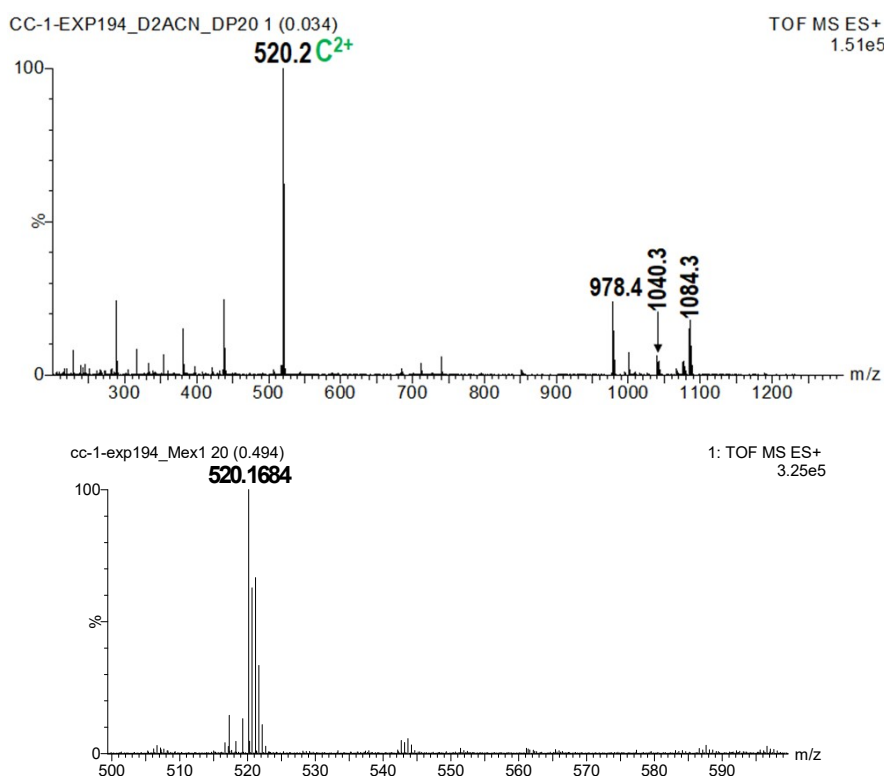 CC-1-EXP194_D2ACN_DP20 1 (0.034)
TOF MS ES+
1.51e5
520.2 C²⁺
100
%
0
978.4
1040.3
1084.3
300 400 500 600 700 800 900 1000 1100 1200
m/z
cc-1-exp194_Mex1 20 (0.494)
1: TOF MS ES+
3.25e5
520.1684
100
%
0
500 510 520 530 540 550 560 570 580 590
m/z